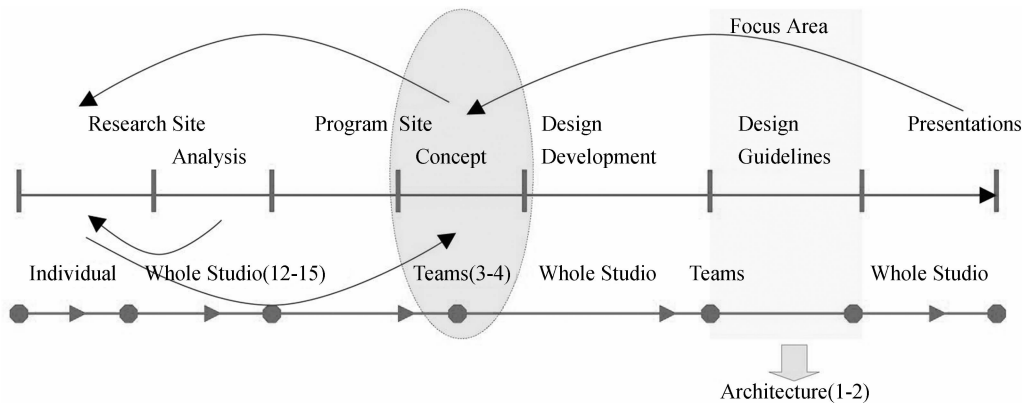 Focus Area
Research Site Program Site Design Design Presentations
Analysis Concept Development Guidelines
Individual Whole Studio(12-15) Teams(3-4) Whole Studio Teams Whole Studio
Architecture(1-2)